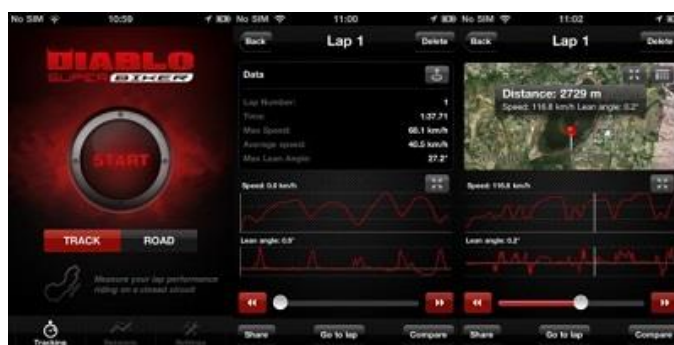 No SIM 10:59
DIABLO
SUPER BIKER
START
TRACK ROAD
Measure your lap performance
riding on a closed circuit
Tracking
No SIM 11:00
Back Lap 1 Delete
Data
Lap Number: 1
Time: 1:37.71
Max Speed: 68.1 km/h
Average speed: 40.5 km/h
Max Lean Angle: 27.2°
Speed: 0.0 km/h
Share Go to lap Compare
No SIM 11:02
Back Lap 1 Delete
Distance: 2729 m
Speed: 116.8 km/h Lean angle: 0.2°
Speed: 116.8 km/h
Lean angle: 0.2°
Share Go to lap Compare